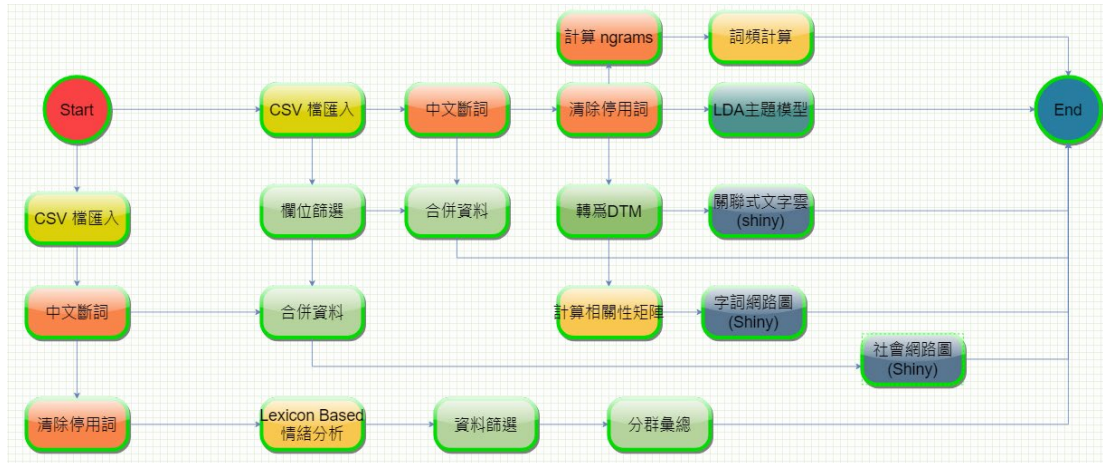 計算 ngrams
詞頻計算
Start
CSV 檔匯入
中文斷詞
清除停用詞
LDA主題模型
End
CSV 檔匯入
欄位篩選
合併資料
轉爲DTM
關聯式文字雲
(shiny)
中文斷詞
合併資料
計算相關性矩陣
字詞網路圖
(Shiny)
社會網路圖
(Shiny)
清除停用詞
Lexicon Based
情緒分析
資料篩選
分群彙總